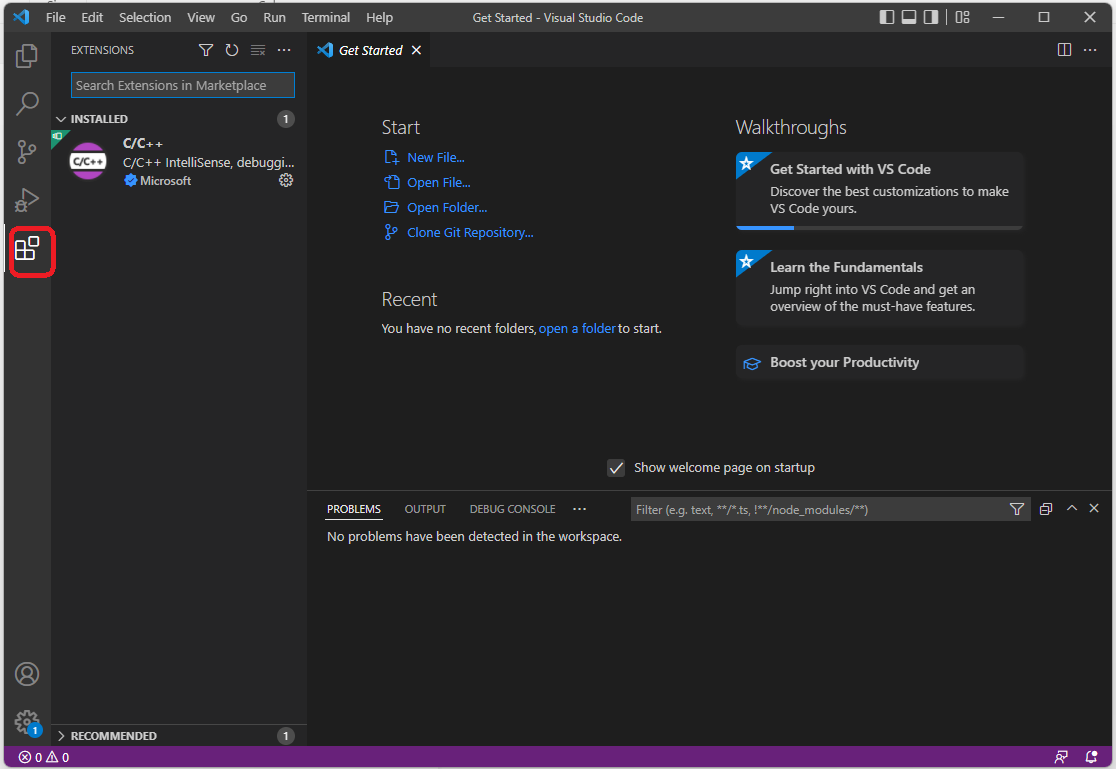 File Edit Selection View Go Run Terminal Help
Get Started - Visual Studio Code
EXTENSIONS
Get Started
Search Extensions in Marketplace
INSTALLED 1
C/C++
C/C++
C/C++ IntelliSense, debuggi...
Microsoft
Start
New File...
Open File...
Open Folder...
Clone Git Repository...
Recent
You have no recent folders, open a folder to start.
Walkthroughs
Get Started with VS Code
Discover the best customizations to make
VS Code yours.
Learn the Fundamentals
Jump right into VS Code and get an
overview of the must-have features.
Boost your Productivity
Show welcome page on startup
PROBLEMS OUTPUT DEBUG CONSOLE ...
Filter (e.g. text, **/*.ts, !**/node_modules/**)
No problems have been detected in the workspace.
1
RECOMMENDED 1
0 0